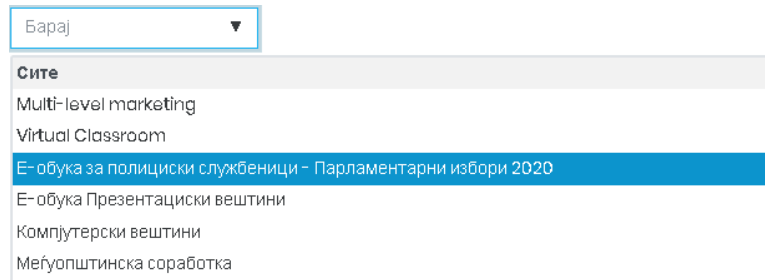 Барај
Сите
Multi-level marketing
Virtual Classroom
Е-обука за полициски службеници - Парламентарни избори 2020
Е-обука Презентациски вештини
Компјутерски вештини
Меѓуопштинска соработка